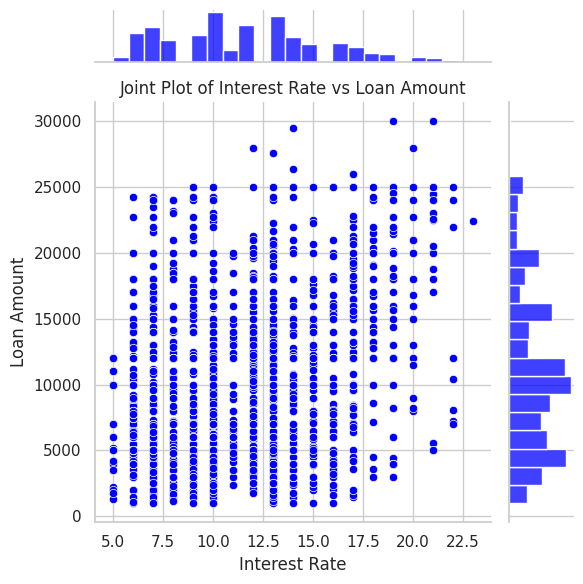 Joint Plot of Interest Rate vs Loan Amount
30000
25000
20000
15000
10000
5000
0
Loan Amount
5.0 7.5 10.0 12.5 15.0 17.5 20.0 22.5
Interest Rate